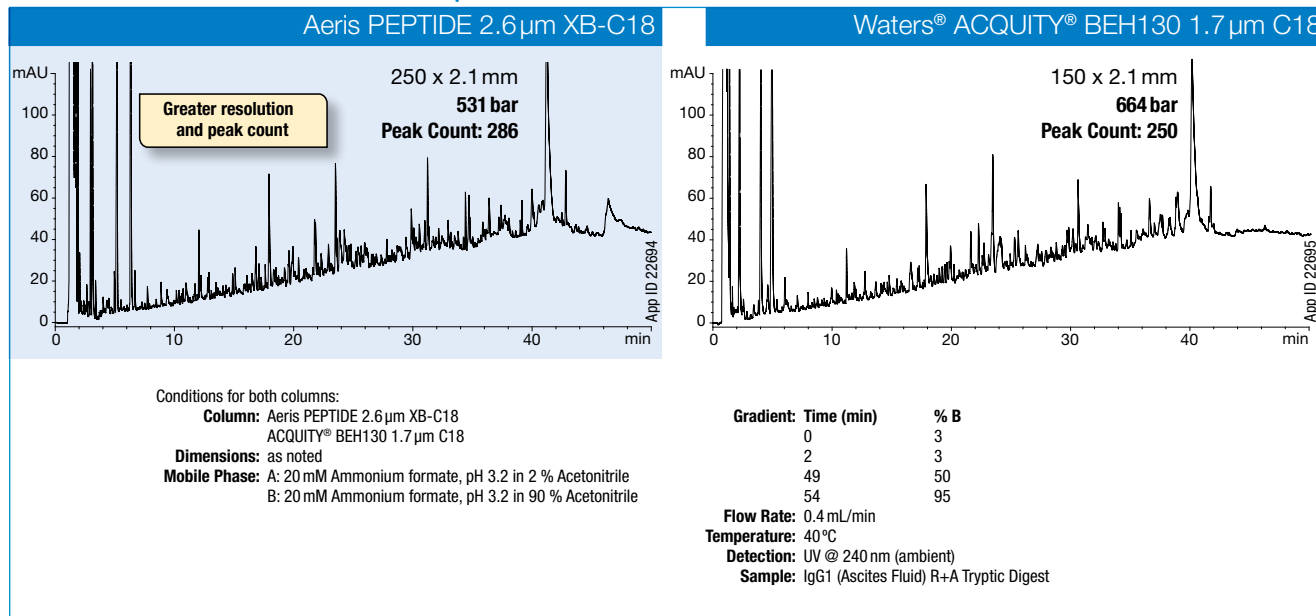 Aeris PEPTIDE 2.6 µm XB-C18
mAU
100
80
60
40
20
0
250 x 2.1 mm
531 bar
Peak Count: 286
Greater resolution
and peak count
0 10 20 30 40 min
App ID 22694
Waters® ACQUITY® BEH130 1.7 µm C18
mAU
100
80
60
40
20
0
150 x 2.1 mm
664 bar
Peak Count: 250
0 10 20 30 40 min
App ID 22695
Conditions for both columns:
Column: Aeris PEPTIDE 2.6 µm XB-C18
ACQUITY® BEH130 1.7 µm C18
Dimensions: as noted
Mobile Phase: A: 20 mM Ammonium formate, pH 3.2 in 2 % Acetonitrile
B: 20 mM Ammonium formate, pH 3.2 in 90 % Acetonitrile
Gradient: Time (min) % B
0 3
2 3
49 50
54 95
Flow Rate: 0.4 mL/min
Temperature: 40 ºC
Detection: UV @ 240 nm (ambient)
Sample: IgG1 (Ascites Fluid) R+A Tryptic Digest